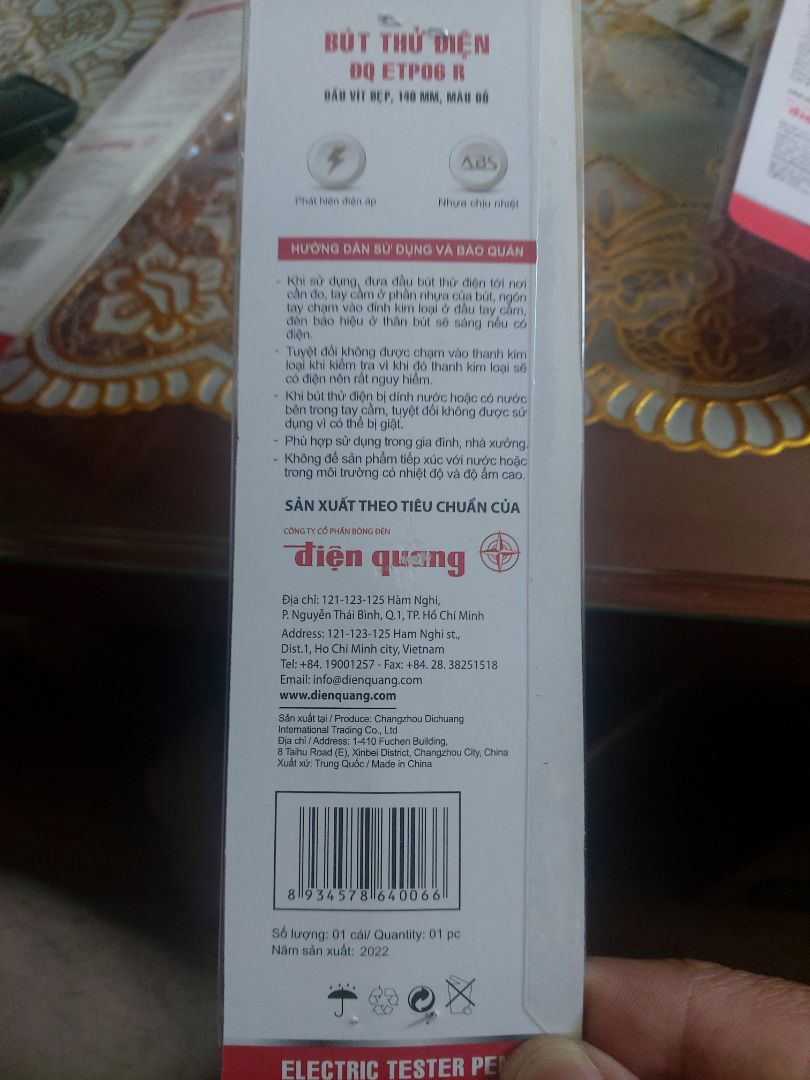 BÚT THỬ ĐIỆN
ĐQ ETP06 R
ĐẦU VÍT DẸP, 140 MM, MÀU ĐỎ
ABS
Phát hiện điện áp
Nhựa chịu nhiệt
HƯỚNG DẪN SỬ DỤNG VÀ BẢO QUẢN
- Khi sử dụng, đưa đầu bút thử điện tới nơi
cần đo, tay cầm ở phần nhựa của bút, ngón
tay chạm vào đỉnh kim loại ở đầu tay cầm,
đèn báo hiệu ở thân bút sẽ sáng nếu có
điện.
- Tuyệt đối không được chạm vào thanh kim
loại khi kiểm tra vì khi đó thanh kim loại sẽ
có điện nên rất nguy hiểm.
- Khi bút thử điện bị dính nước hoặc có nước
bên trong tay cầm, tuyệt đối không được sử
dụng vì có thể bị giật.
- Phù hợp sử dụng trong gia đình, nhà xưởng.
- Không để sản phẩm tiếp xúc với nước hoặc
trong môi trường có nhiệt độ và độ ẩm cao.
SẢN XUẤT THEO TIÊU CHUẨN CỦA
CÔNG TY CỔ PHẦN BÓNG ĐÈN
điện quang
Địa chỉ: 121-123-125 Hàm Nghi,
P. Nguyễn Thái Bình, Q.1, TP. Hồ Chí Minh
Address: 121-123-125 Ham Nghi st.,
Dist.1, Ho Chi Minh city, Vietnam
Tel: +84. 19001257 - Fax: +84. 28. 38251518
Email: info@dienquang.com
www.dienquang.com
Sản xuất tại / Produce: Changzhou Dichuang
International Trading Co., Ltd
Địa chỉ / Address: 1-410 Fuchen Building,
8 Taihu Road (E), Xinbei District, Changzhou City, China
Xuất xứ: Trung Quốc / Made in China
8 934578 640066
Số lượng: 01 cái/ Quantity: 01 pc
Năm sản xuất: 2022
ELECTRIC TESTER PE